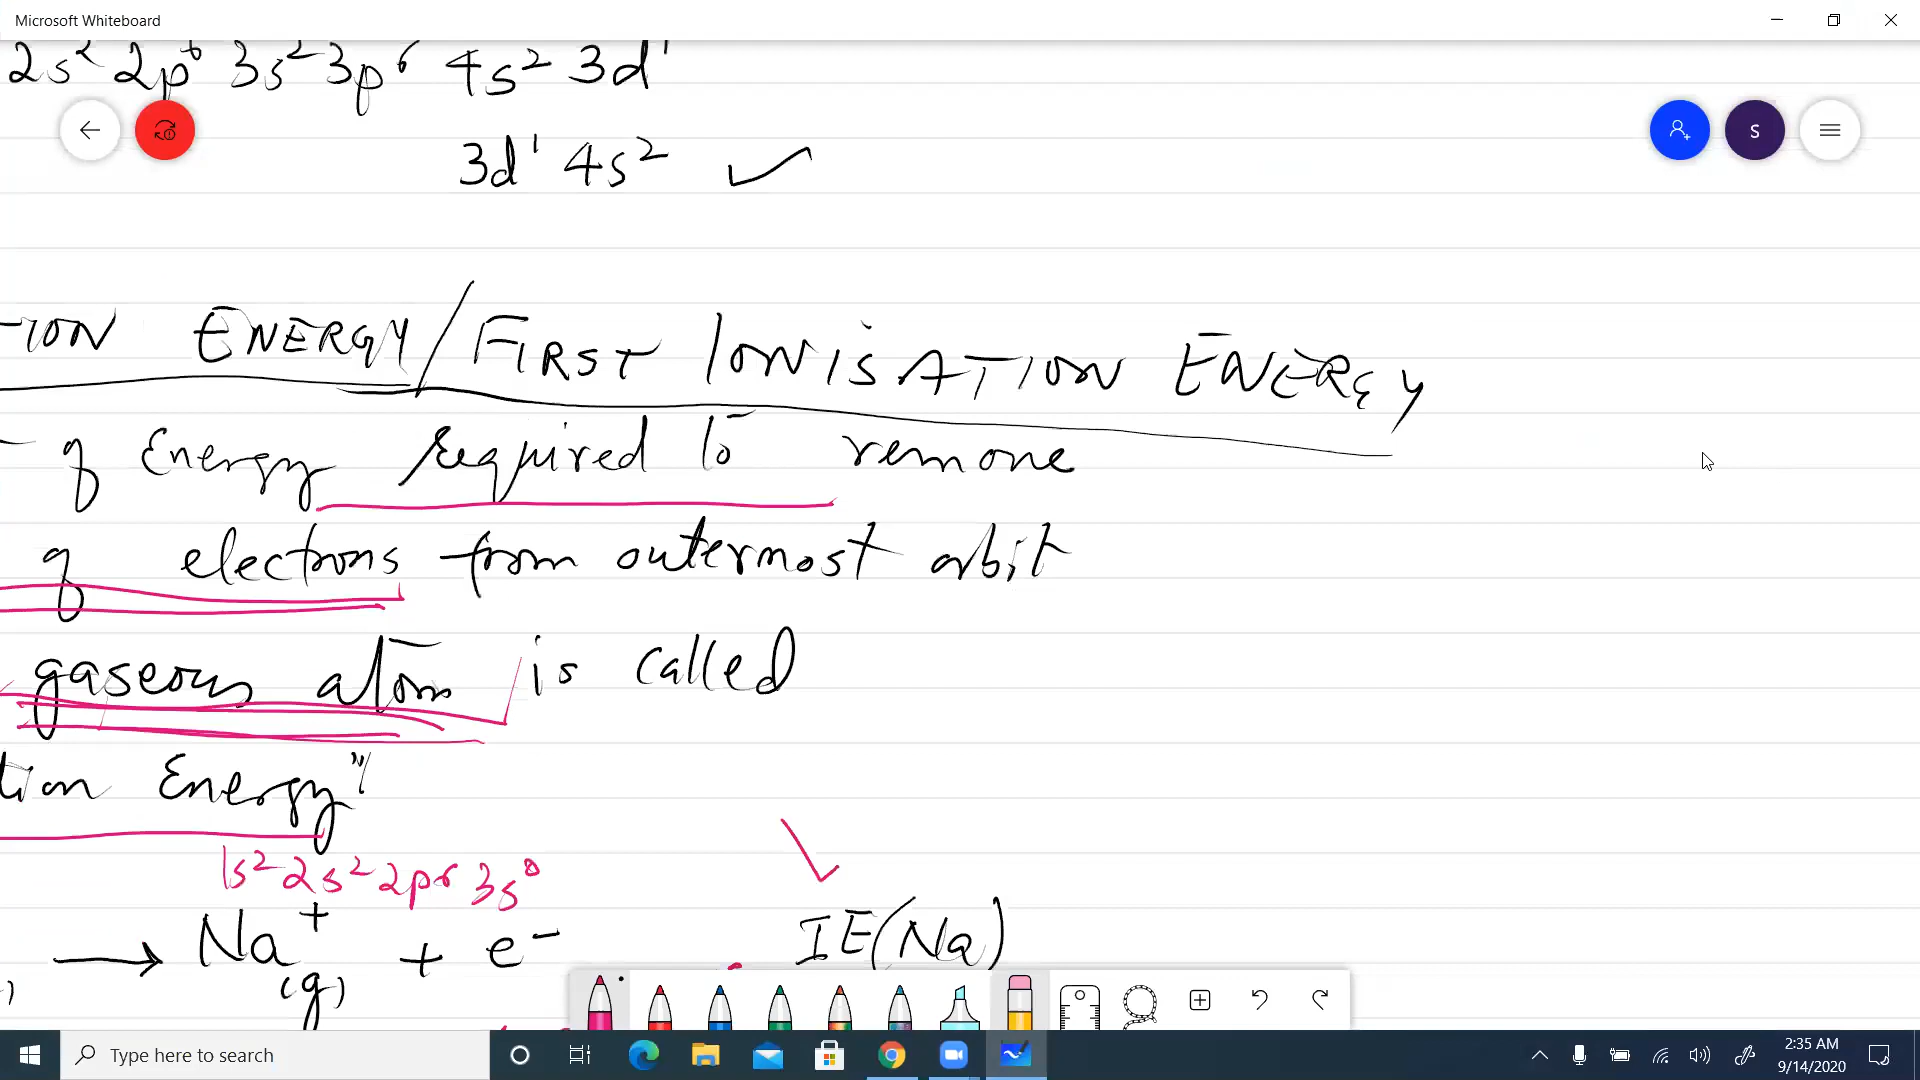 Microsoft Whiteboard
2s² 2p⁶ 3s² 3p⁶ 4s² 3d¹
S
3d¹ 4s² ✓
TION ENERGY/FIRST IONISATION ENERGY
of Energy required to remove
of electrons from outermost orbit
gaseous atom is called
tion Energy"
1s² 2s² 2p⁶ 3s⁰
→ Na⁺(g) + e⁻ IE(Na)
Type here to search
2:35 AM
9/14/2020